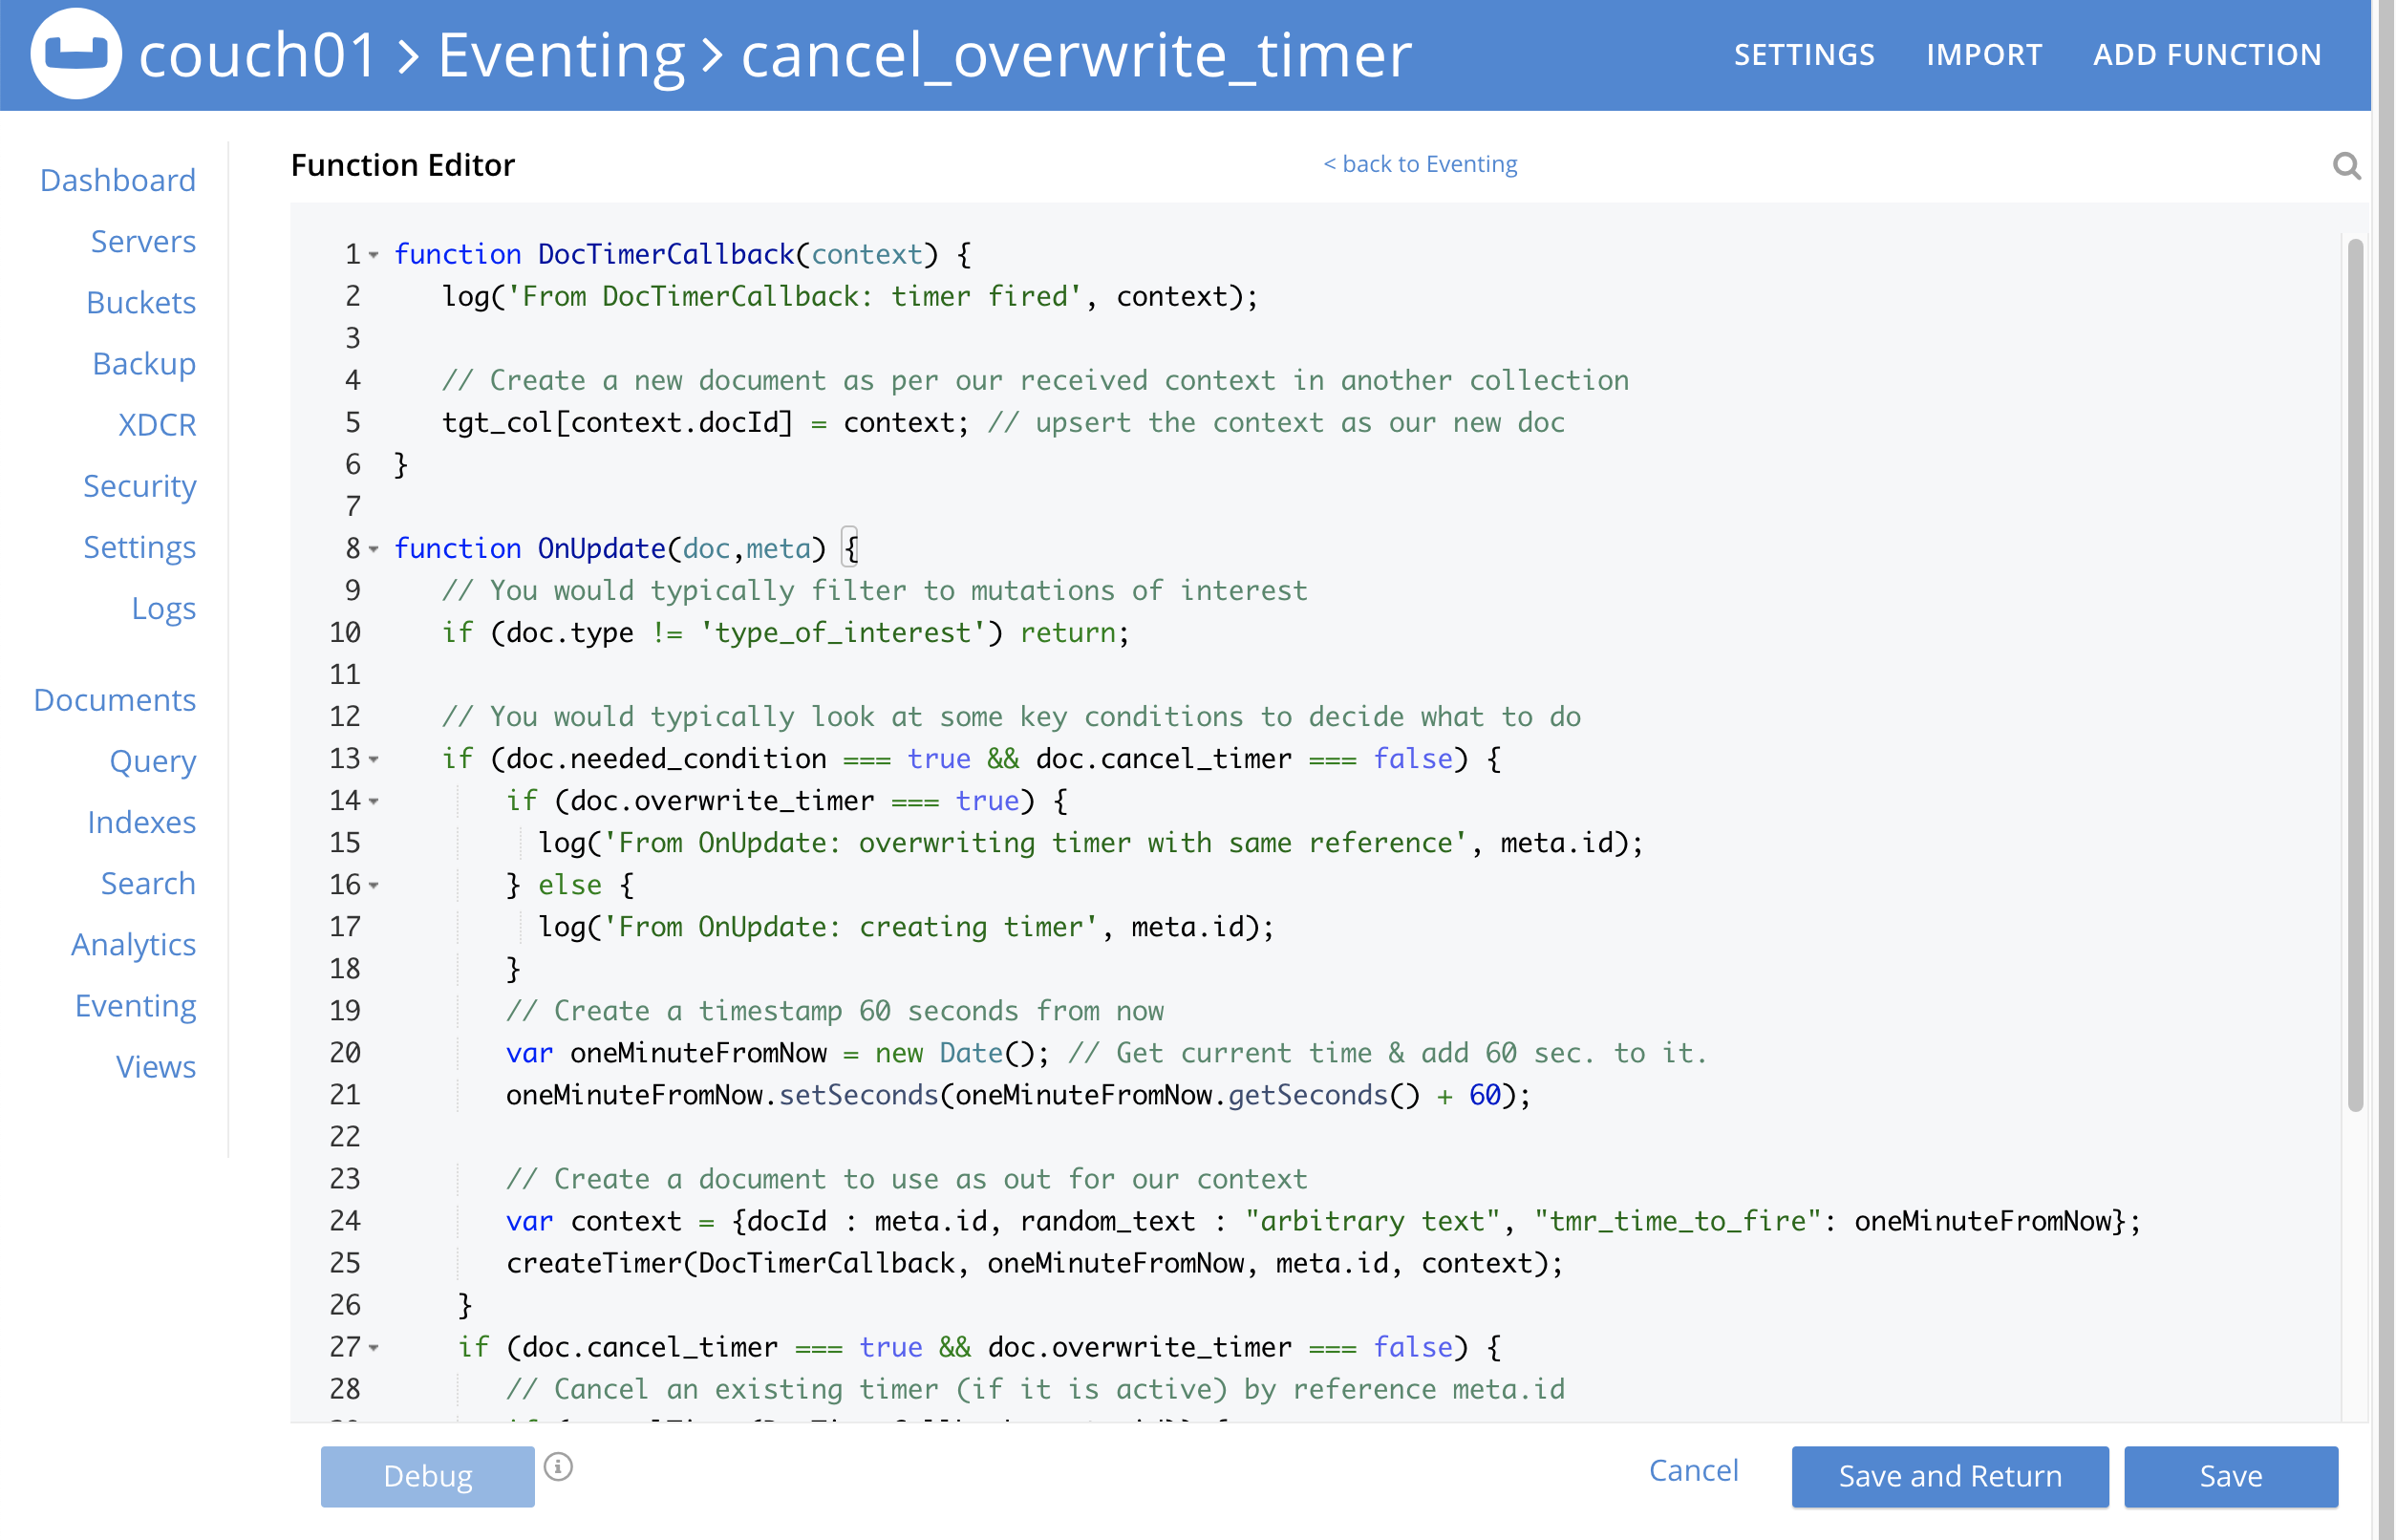 couch01 > Eventing > cancel_overwrite_timer
SETTINGS IMPORT ADD FUNCTION
Dashboard
Servers
Buckets
Backup
XDCR
Security
Settings
Logs
Documents
Query
Indexes
Search
Analytics
Eventing
Views
Function Editor
< back to Eventing
1 function DocTimerCallback(context) {
2 log('From DocTimerCallback: timer fired', context);
3
4 // Create a new document as per our received context in another collection
5 tgt_col[context.docId] = context; // upsert the context as our new doc
6 }
7
8 function OnUpdate(doc,meta) {
9 // You would typically filter to mutations of interest
10 if (doc.type != 'type_of_interest') return;
11
12 // You would typically look at some key conditions to decide what to do
13 if (doc.needed_condition === true && doc.cancel_timer === false) {
14 if (doc.overwrite_timer === true) {
15 log('From OnUpdate: overwriting timer with same reference', meta.id);
16 } else {
17 log('From OnUpdate: creating timer', meta.id);
18 }
19 // Create a timestamp 60 seconds from now
20 var oneMinuteFromNow = new Date(); // Get current time & add 60 sec. to it.
21 oneMinuteFromNow.setSeconds(oneMinuteFromNow.getSeconds() + 60);
22
23 // Create a document to use as out for our context
24 var context = {docId : meta.id, random_text : "arbitrary text", "tmr_time_to_fire": oneMinuteFromNow};
25 createTimer(DocTimerCallback, oneMinuteFromNow, meta.id, context);
26 }
27 if (doc.cancel_timer === true && doc.overwrite_timer === false) {
28 // Cancel an existing timer (if it is active) by reference meta.id
Debug
Cancel
Save and Return
Save